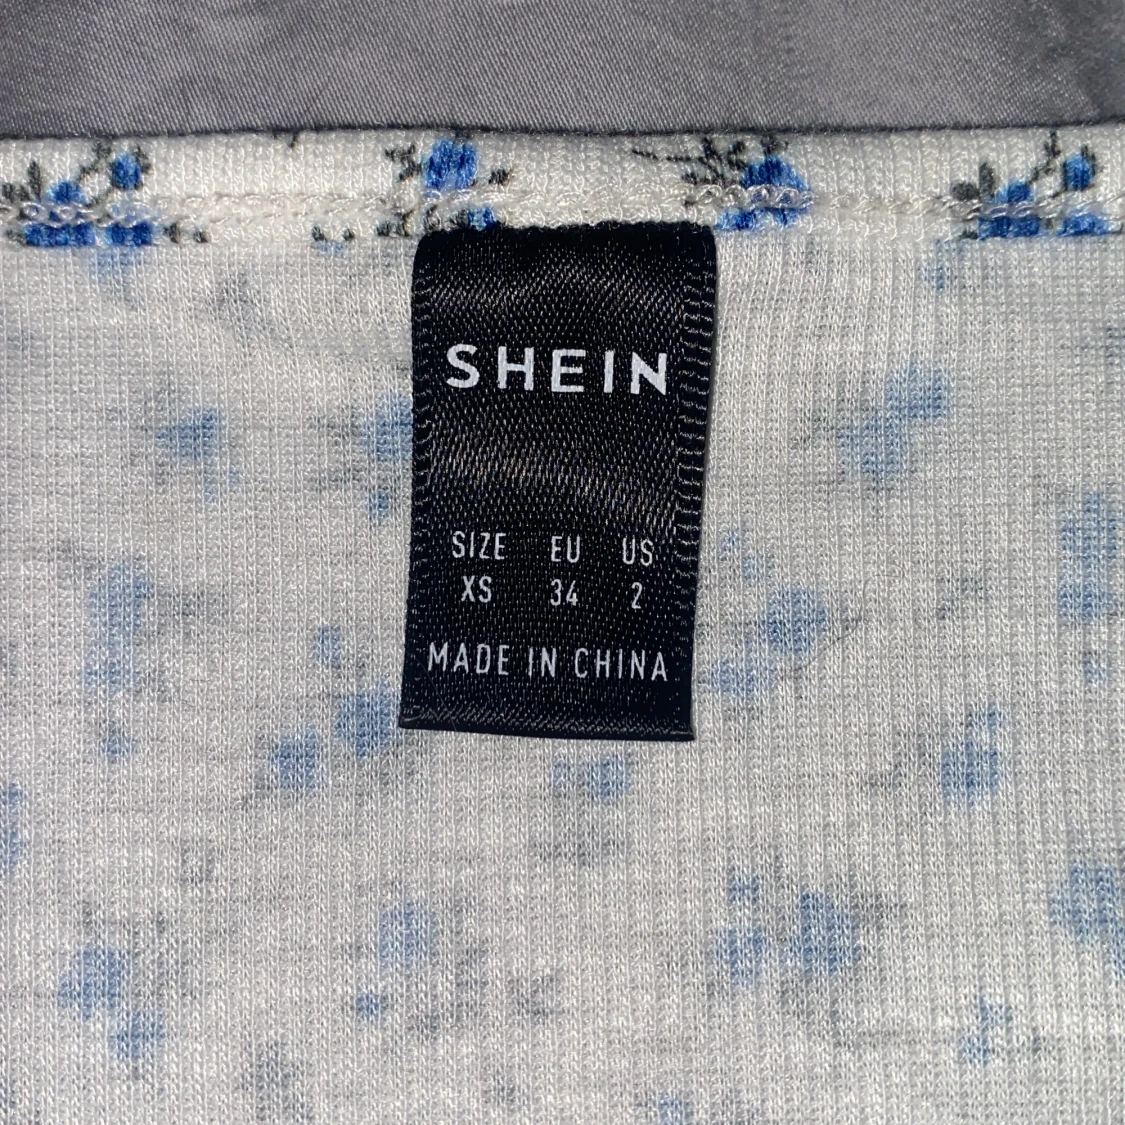 SHEIN
SIZE EU US
XS 34 2
MADE IN CHINA